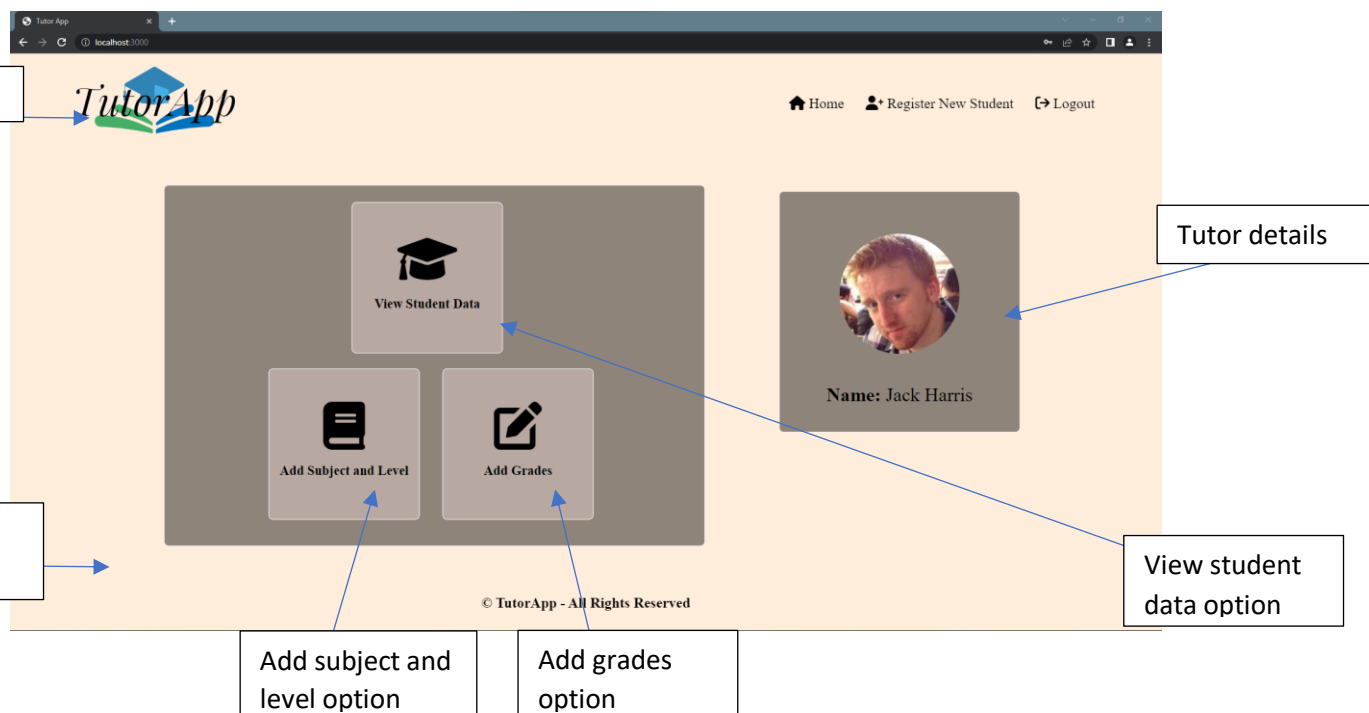 Tutor App
localhost:3000
TutorApp
Home Register New Student Logout
View Student Data
Add Subject and Level
Add Grades
Name: Jack Harris
© TutorApp - All Rights Reserved
Tutor details
View student
data option
Add subject and
level option
Add grades
option